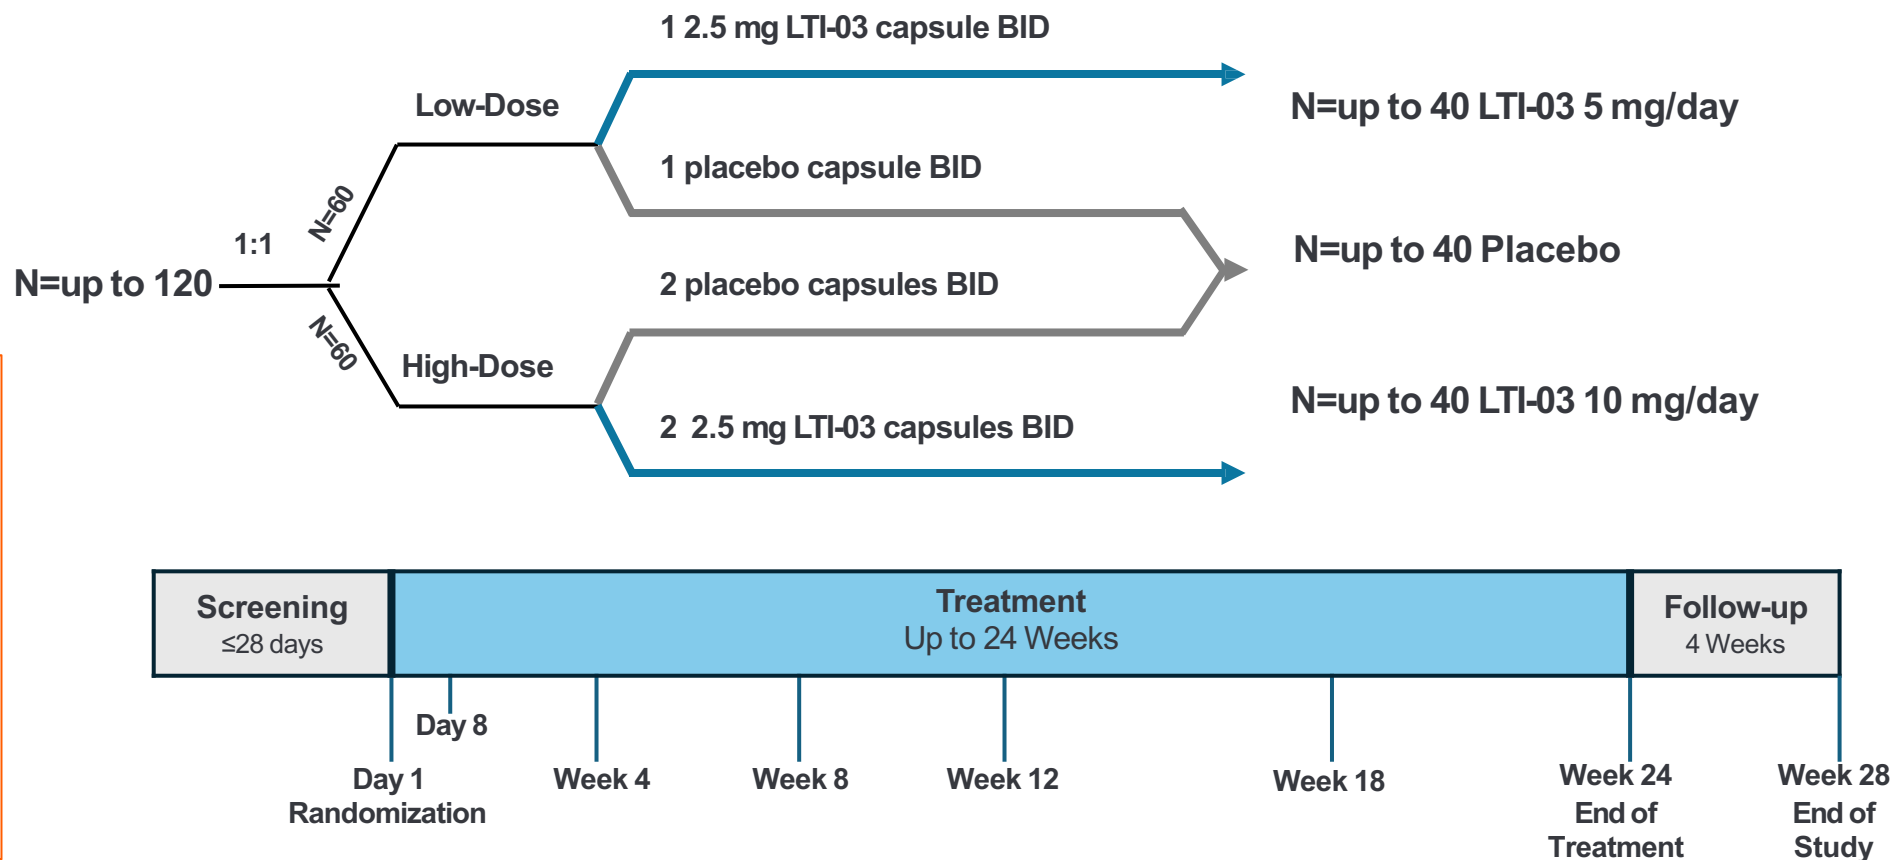 1 2.5 mg LTI-03 capsule BID
Low-Dose
N=up to 40 LTI-03 5 mg/day
1 placebo capsule BID
N=60
1:1
N=up to 120
N=up to 40 Placebo
2 placebo capsules BID
N=60
High-Dose
N=up to 40 LTI-03 10 mg/day
2 2.5 mg LTI-03 capsules BID
Screening
≤28 days
Treatment
Up to 24 Weeks
Follow-up
4 Weeks
Day 8
Day 1
Randomization
Week 4
Week 8
Week 12
Week 18
Week 24
End of
Treatment
Week 28
End of
Study